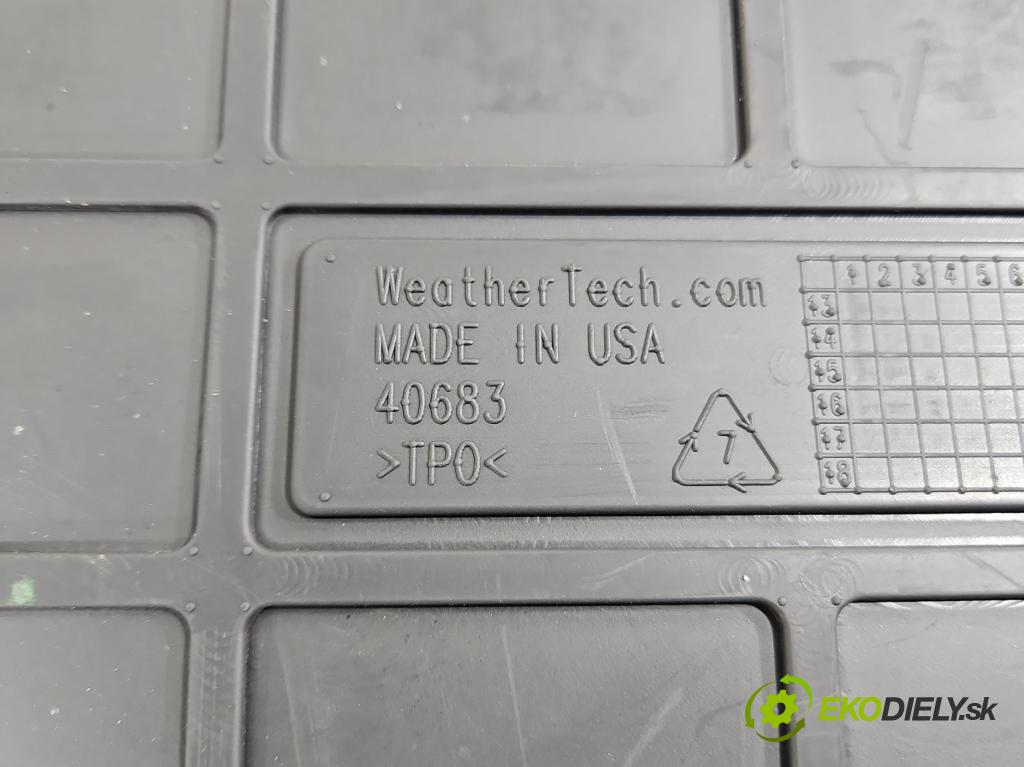 WeatherTech.com
MADE IN USA
40683
>TPO<
7
1 2 3 4 5 6
13
14
15
16
17
18
EKODIELY.sk